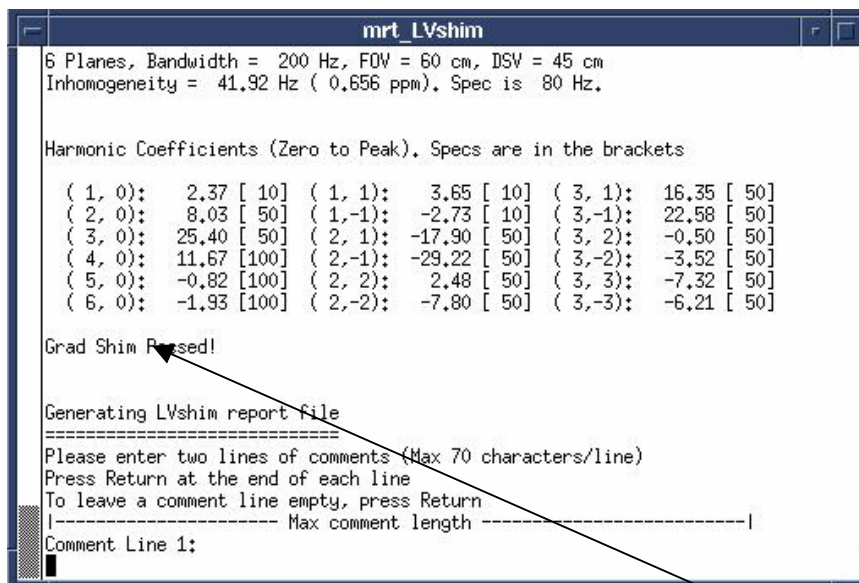 mrt_LVshim
6 Planes, Bandwidth =  200 Hz, FOV = 60 cm, DSV = 45 cm
Inhomogeneity =  41.92 Hz ( 0.656 ppm). Spec is  80 Hz.
Harmonic Coefficients (Zero to Peak). Specs are in the brackets
( 1, 0):   2.37 [ 10]  ( 1, 1):   3.65 [ 10]  ( 3, 1):  16.35 [ 50]
( 2, 0):   8.03 [ 50]  ( 1,-1):  -2.73 [ 10]  ( 3,-1):  22.58 [ 50]
( 3, 0):  25.40 [ 50]  ( 2, 1): -17.90 [ 50]  ( 3, 2):  -0.50 [ 50]
( 4, 0):  11.67 [100]  ( 2,-1): -29.22 [ 50]  ( 3,-2):  -3.52 [ 50]
( 5, 0):  -0.82 [100]  ( 2, 2):   2.48 [ 50]  ( 3, 3):  -7.32 [ 50]
( 6, 0):  -1.93 [100]  ( 2,-2):  -7.80 [ 50]  ( 3,-3):  -6.21 [ 50]
Grad Shim Passed!
Generating LVshim report file
=============================
Please enter two lines of comments (Max 70 characters/line)
Press Return at the end of each line
To leave a comment line empty, press Return
|---------------------- Max comment length --------------------------|
Comment Line 1: